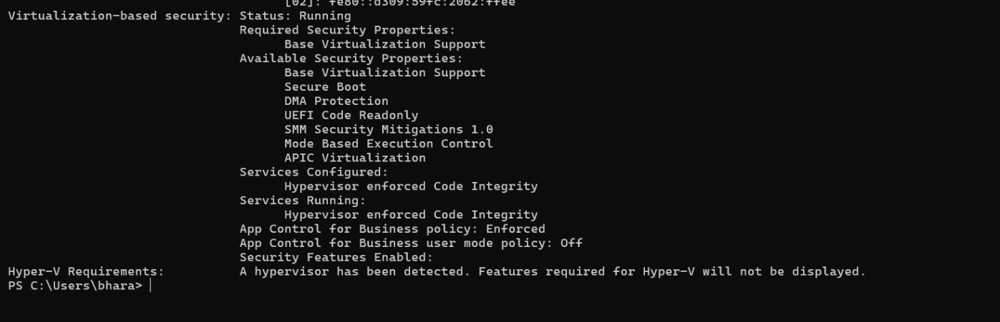 [02]: fe80::d309:59fc:2062:ffee
Virtualization-based security: Status: Running
Required Security Properties:
Base Virtualization Support
Available Security Properties:
Base Virtualization Support
Secure Boot
DMA Protection
UEFI Code Readonly
SMM Security Mitigations 1.0
Mode Based Execution Control
APIC Virtualization
Services Configured:
Hypervisor enforced Code Integrity
Services Running:
Hypervisor enforced Code Integrity
App Control for Business policy: Enforced
App Control for Business user mode policy: Off
Security Features Enabled:
Hyper-V Requirements: A hypervisor has been detected. Features required for Hyper-V will not be displayed.
PS C:\Users\bhara>